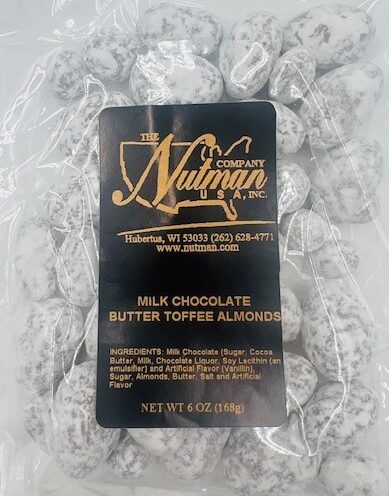 THE
Nutman
COMPANY
USA, INC.
Hubertus, WI 53033 (262) 628-4771
www.nutman.com
MILK CHOCOLATE
BUTTER TOFFEE ALMONDS
INGREDIENTS: Milk Chocolate (Sugar, Cocoa
Butter, Milk, Chocolate Liquor, Soy Lecithin (an
emulsifier) and Artificial Flavor (Vanillin),
Sugar, Almonds, Butter, Salt and Artificial
Flavor
NET WT 6 OZ (168g)